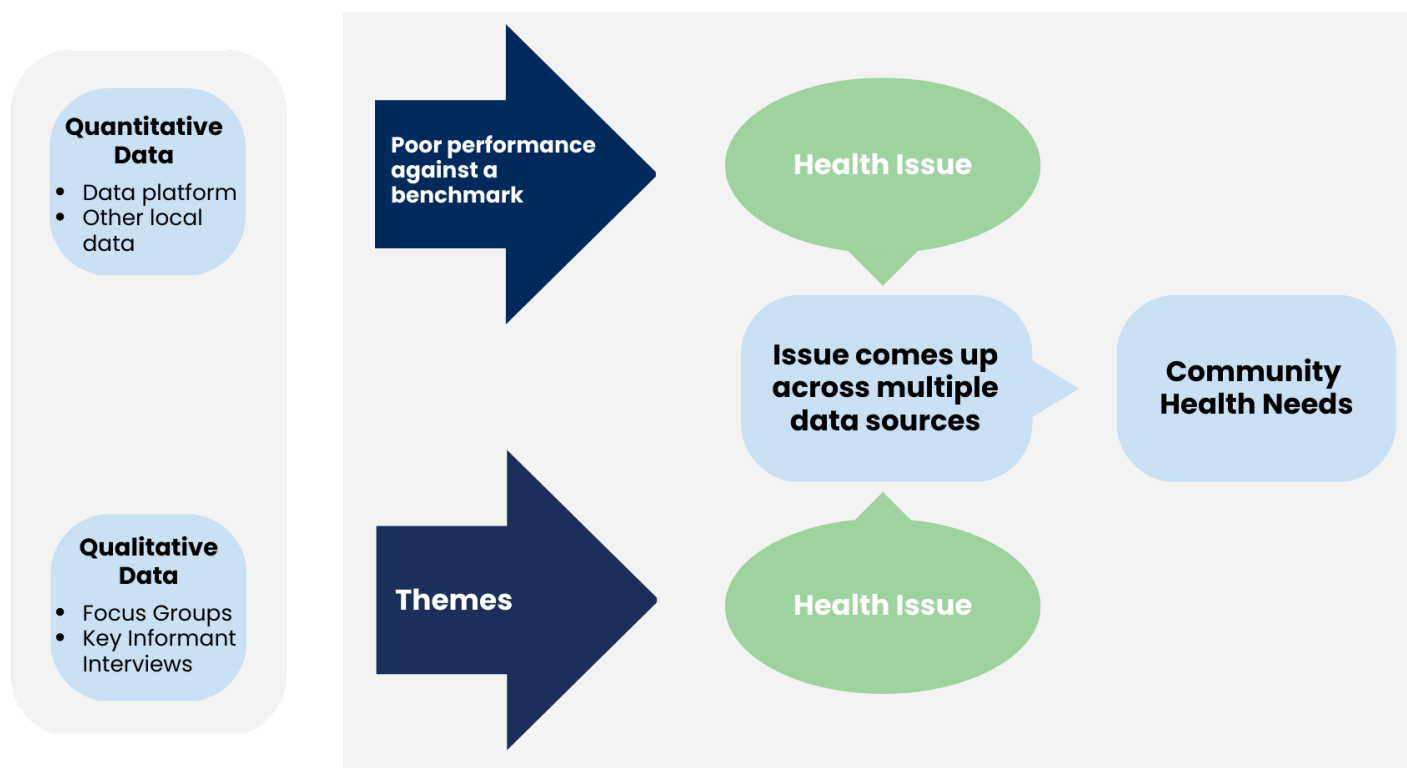 Quantitative
Data
• Data platform
• Other local
data
Poor performance
against a
benchmark
Health Issue
Issue comes up
across multiple
data sources
Community
Health Needs
Qualitative
Data
• Focus Groups
• Key Informant
Interviews
Themes
Health Issue